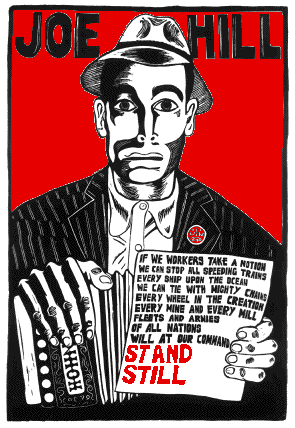 JOE HILL
IF WE WORKERS TAKE A NOTION
WE CAN STOP ALL SPEEDING TRAINS
EVERY SHIP UPON THE OCEAN
WE CAN TIE WITH MIGHTY CHAINS
EVERY WHEEL IN THE CREATION
EVERY MINE AND EVERY MILL
FLEETS AND ARMIES
OF ALL NATIONS
WILL AT OUR COMMAND
STAND
STILL